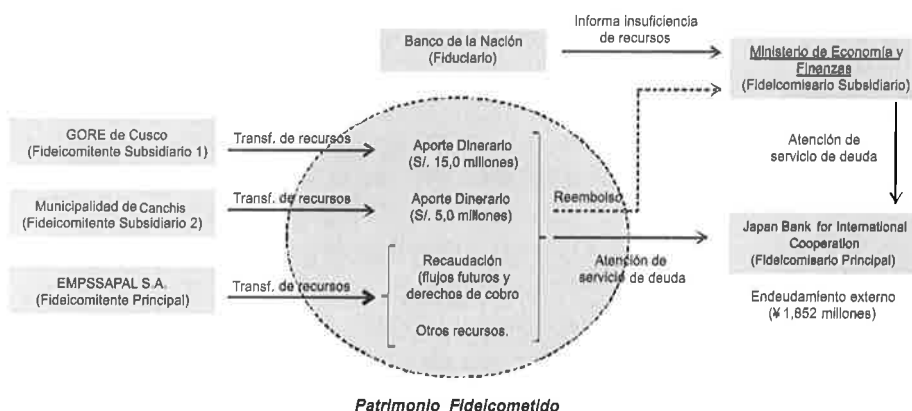 Banco de la Nación
(Fiduciario)
Informa insuficiencia
de recursos
Ministerio de Economía y
Finanzas
(Fideicomisario Subsidiario)
GORE de Cusco
(Fideicomitente Subsidiario 1)
Transf. de recursos
Aporte Dinerario
(S/. 15,0 millones)
Atención de
servicio de deuda
Municipalidad de Canchis
(Fideicomitente Subsidiario 2)
Transf. de recursos
Aporte Dinerario
(S/. 5,0 millones)
Reembolso
Japan Bank for International
Cooperation
(Fideicomisario Principal)
EMPSSAPAL S.A.
(Fideicomitente Principal)
Transf. de recursos
Recaudación
(flujos futuros y
derechos de cobro
Otros recursos.
Atención de
servicio de deuda
Endeudamiento externo
(¥ 1,852 millones)
Patrimonio Fideicometido